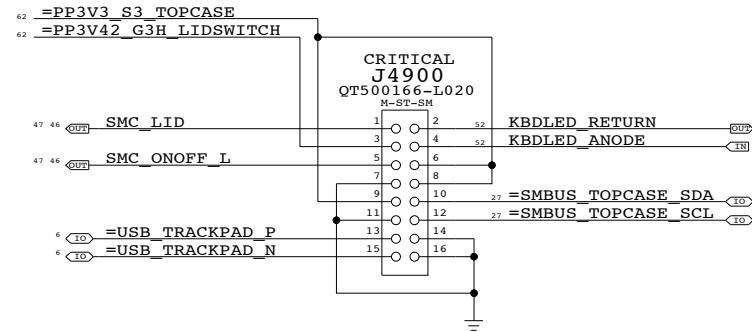 62 =PP3V3_S3_TOPCASE
62 =PP3V42_G3H_LIDSWITCH
CRITICAL
J4900
QT500166-L020
M-ST-SM
47 46 OUT SMC_LID 1 2 52 KBDLED_RETURN OUT
3 4 52 KBDLED_ANODE IN
47 46 OUT SMC_ONOFF_L 5 6
7 8
9 10 27 =SMBUS_TOPCASE_SDA IO
11 12 27 =SMBUS_TOPCASE_SCL IO
6 IO =USB_TRACKPAD_P 13 14
6 IO =USB_TRACKPAD_N 15 16